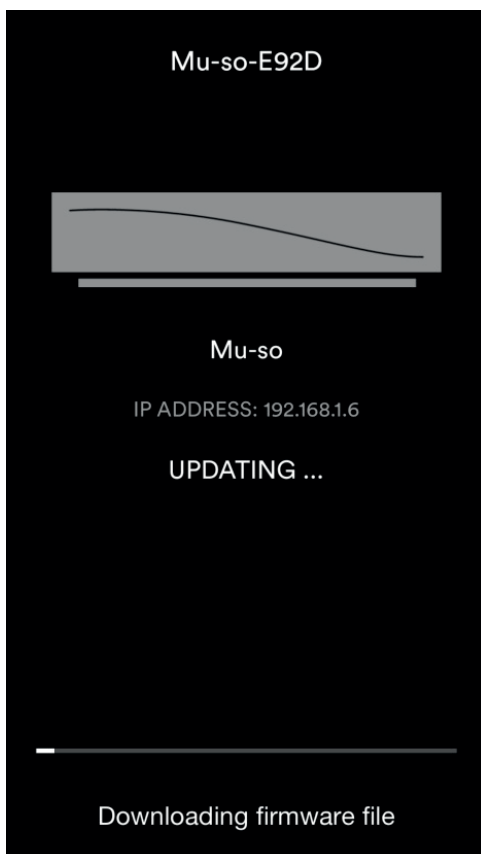 Mu-so-E92D
Mu-so
IP ADDRESS: 192.168.1.6
UPDATING ...
Downloading firmware file